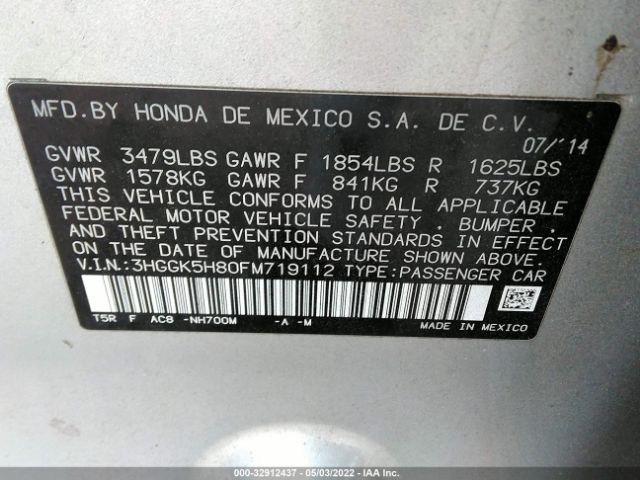 MFD.BY HONDA DE MEXICO S.A. DE C.V.
07/'14
GVWR 3479LBS GAWR F 1854LBS R 1625LBS
GVWR 1578KG GAWR F 841KG R 737KG
THIS VEHICLE CONFORMS TO ALL APPLICABLE
FEDERAL MOTOR VEHICLE SAFETY . BUMPER .
AND THEFT PREVENTION STANDARDS IN EFFECT
ON THE DATE OF MANUFACTURE SHOWN ABOVE.
V.I.N.:3HGGK5H80FM719112 TYPE:PASSENGER CAR
T5R F AC8 -NH700M -A -M
MADE IN MEXICO
000-32912437 - 05/03/2022 - IAA Inc.